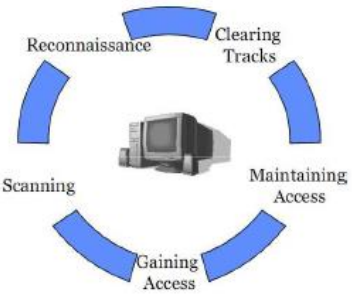 Reconnaissance
Clearing
Tracks
Scanning
Maintaining
Access
Gaining
Access